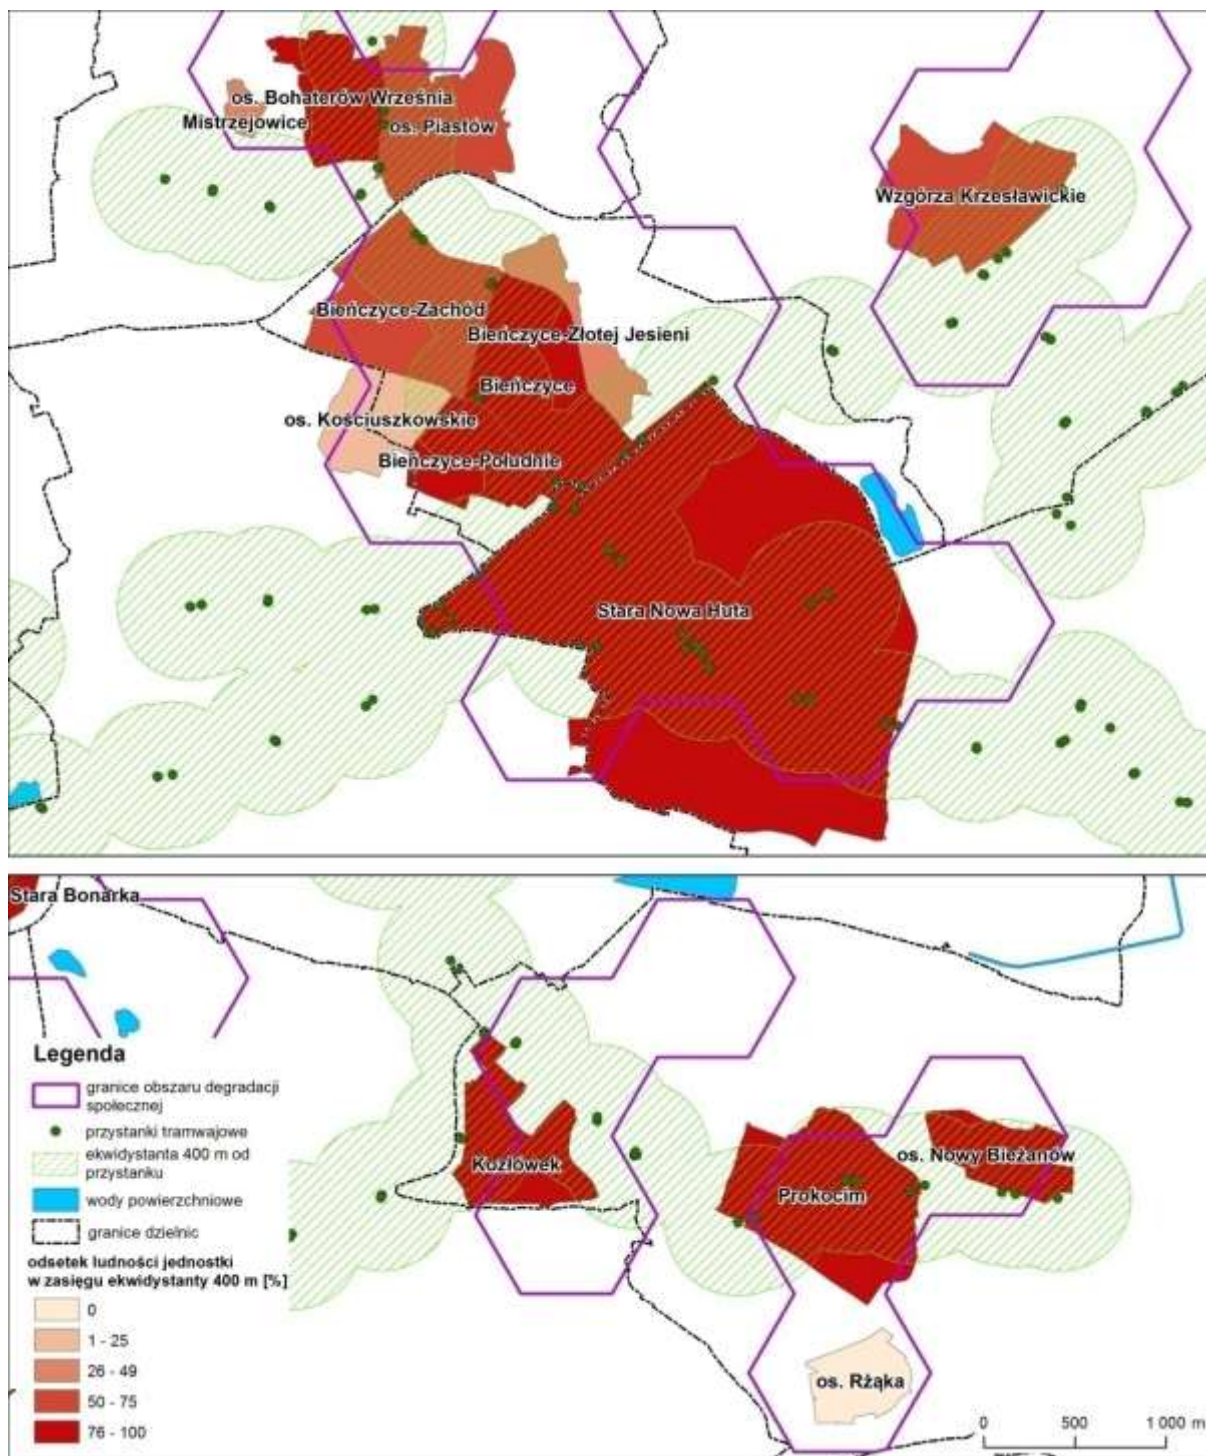 os. Bohaterów Września
Mistrzejowice
os. Piastów
Wzgórza Krzesławickie
Bieńczyce-Zachód
Bieńczyce-Złotej Jesieni
Bieńczyce
os. Kościuszkowskie
Bieńczyce-Południe
Stara Nowa Huta
Stara Bonarka
Legenda
granice obszaru degradacji
społecznej
przystanki tramwajowe
ekwidystanta 400 m od
przystanku
wody powierzchniowe
granice dzielnic
odsetek ludności jednostki
w zasięgu ekwidystanty 400 m [%]
0
1 - 25
26 - 49
50 - 75
76 - 100
Kozłówek
os. Nowy Bieżanów
Prokocim
os. Rżąka
0 500 1 000 m